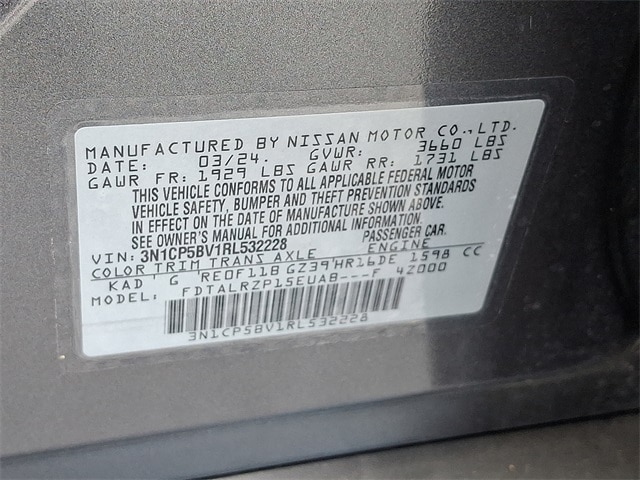 MANUFACTURED BY NISSAN MOTOR CO., LTD.
DATE: 03/24. GVWR: 3660 LBS
GAWR FR: 1929 LBS GAWR RR: 1731 LBS
THIS VEHICLE CONFORMS TO ALL APPLICABLE FEDERAL MOTOR
VEHICLE SAFETY, BUMPER AND THEFT PREVENTION STANDARDS
IN EFFECT ON THE DATE OF MANUFACTURE SHOWN ABOVE.
SEE OWNER'S MANUAL FOR ADDITIONAL INFORMATION.
VIN: 3N1CP5BV1RL532228 PASSENGER CAR.
COLOR TRIM TRANS AXLE ENGINE
KAD G RE0F11B GZ39 HR16DE 1598 CC
FDTALRZP15EUAB---F 4Z000
3N1CP5BV1RL532228